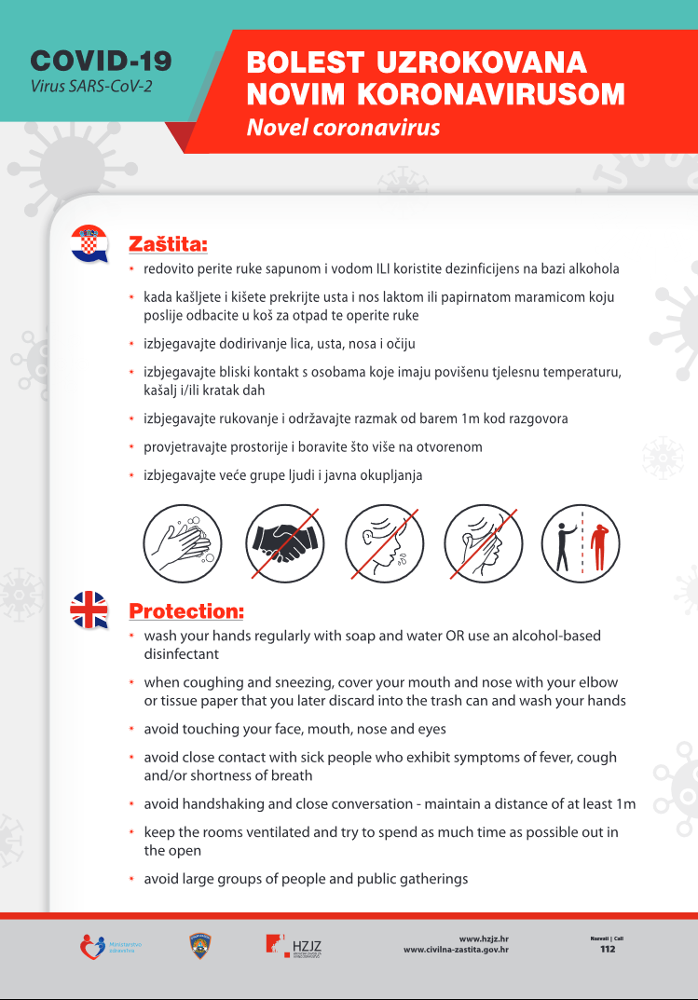 COVID-19
Virus SARS-CoV-2
BOLEST UZROKOVANA
NOVIM KORONAVIRUSOM
Novel coronavirus
Zaštita:
redovito perite ruke sapunom i vodom ILI koristite dezinficijens na bazi alkohola
kada kašljete i kišete prekrijte usta i nos laktom ili papirnatom maramicom koju
poslije odbacite u koš za otpad te operite ruke
izbjegavajte dodirivanje lica, usta, nosa i očiju
izbjegavajte bliski kontakt s osobama koje imaju povišenu tjelesnu temperaturu,
kašalj i/ili kratak dah
izbjegavajte rukovanje i održavajte razmak od barem 1m kod razgovora
provjetravajte prostorije i boravite što više na otvorenom
izbjegavajte veće grupe ljudi i javna okupljanja
Protection:
wash your hands regularly with soap and water OR use an alcohol-based
disinfectant
when coughing and sneezing, cover your mouth and nose with your elbow
or tissue paper that you later discard into the trash can and wash your hands
avoid touching your face, mouth, nose and eyes
avoid close contact with sick people who exhibit symptoms of fever, cough
and/or shortness of breath
avoid handshaking and close conversation - maintain a distance of at least 1m
keep the rooms ventilated and try to spend as much time as possible out in
the open
avoid large groups of people and public gatherings
Ministarstvo
zdravstva
HZJZ
www.hzjz.hr
www.civilna-zastita.gov.hr
Nazvati | Call
112